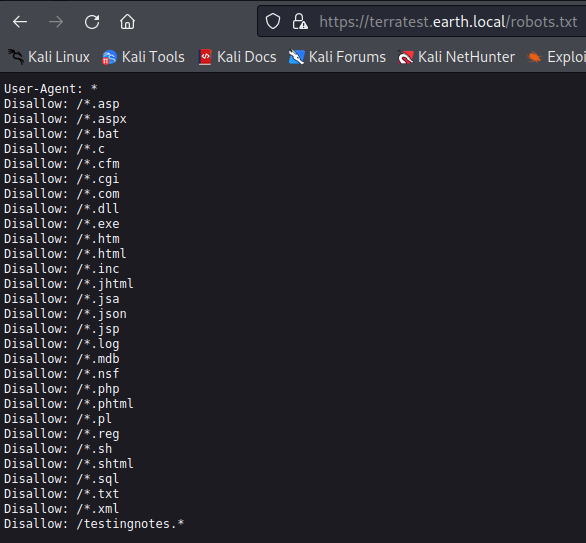 https://terratest.earth.local/robots.txt
Kali Linux Kali Tools Kali Docs Kali Forums Kali NetHunter Exploi
User-Agent: *
Disallow: /*.asp
Disallow: /*.aspx
Disallow: /*.bat
Disallow: /*.c
Disallow: /*.cfm
Disallow: /*.cgi
Disallow: /*.com
Disallow: /*.dll
Disallow: /*.exe
Disallow: /*.htm
Disallow: /*.html
Disallow: /*.inc
Disallow: /*.jhtml
Disallow: /*.jsa
Disallow: /*.json
Disallow: /*.jsp
Disallow: /*.log
Disallow: /*.mdb
Disallow: /*.nsf
Disallow: /*.php
Disallow: /*.phtml
Disallow: /*.pl
Disallow: /*.reg
Disallow: /*.sh
Disallow: /*.shtml
Disallow: /*.sql
Disallow: /*.txt
Disallow: /*.xml
Disallow: /testingnotes.*